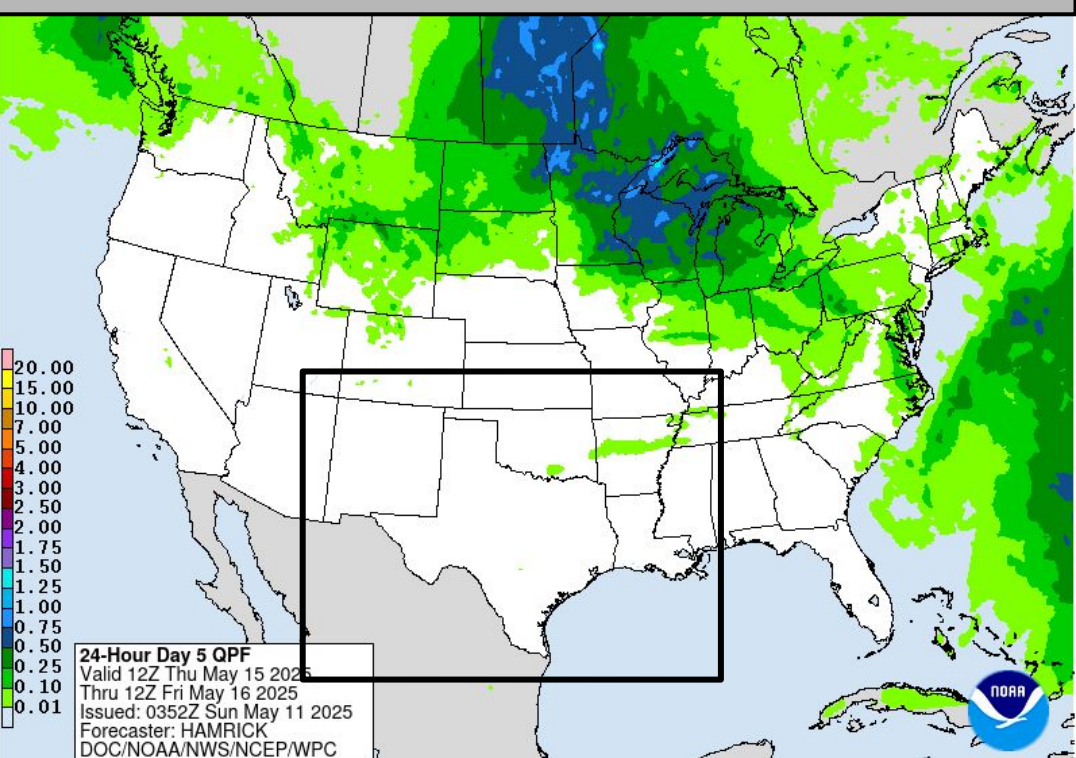 20.00
15.00
10.00
7.00
5.00
4.00
3.00
2.50
2.00
1.75
1.50
1.25
1.00
0.75
0.50
0.25
0.10
0.01
24-Hour Day 5 QPF
Valid 12Z Thu May 15 2025
Thru 12Z Fri May 16 2025
Issued: 0352Z Sun May 11 2025
Forecaster: HAMRICK
DOC/NOAA/NWS/NCEP/WPC
NOAA